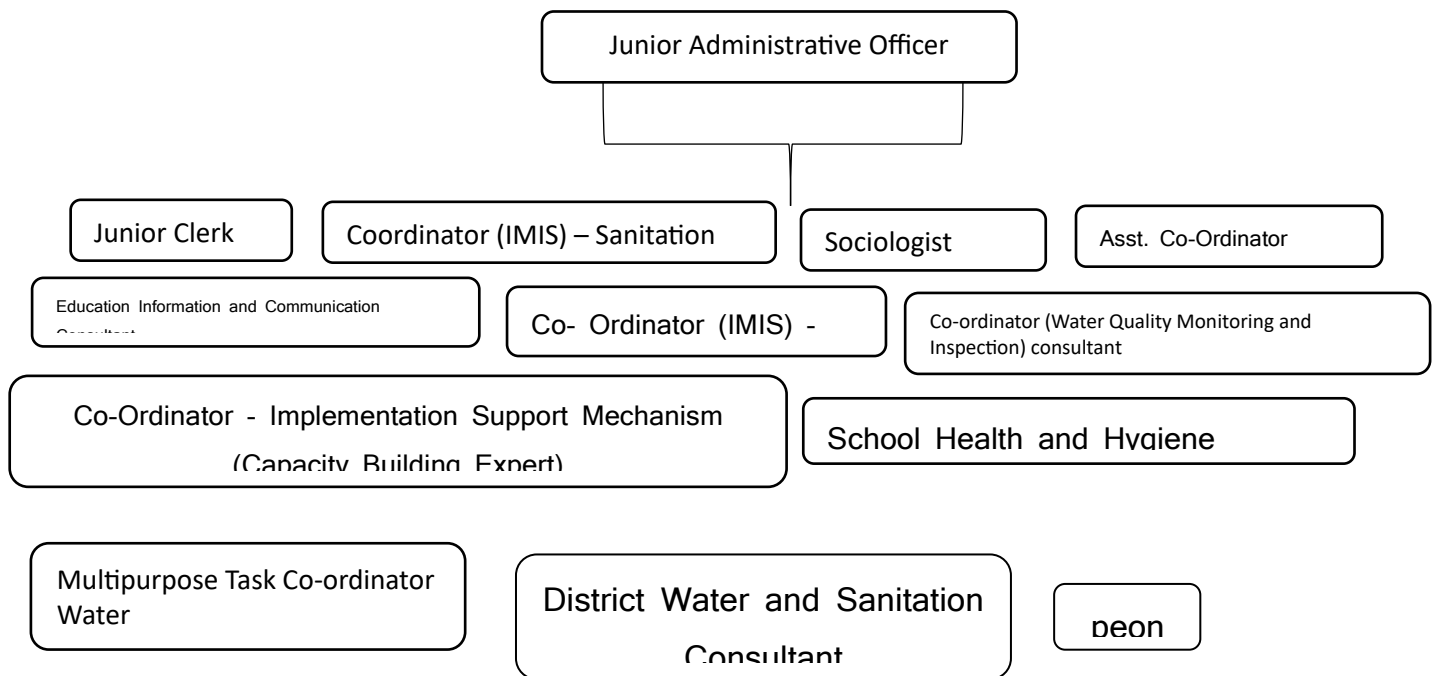 Junior Administrative Officer
Junior Clerk
Coordinator (IMIS) – Sanitation
Sociologist
Asst. Co-Ordinator
Education Information and Communication
Consultant
Co- Ordinator (IMIS) -
Co-ordinator (Water Quality Monitoring and
Inspection) consultant
Co-Ordinator - Implementation Support Mechanism
(Capacity Building Expert)
School Health and Hygiene
Multipurpose Task Co-ordinator
Water
District Water and Sanitation
Consultant
peon